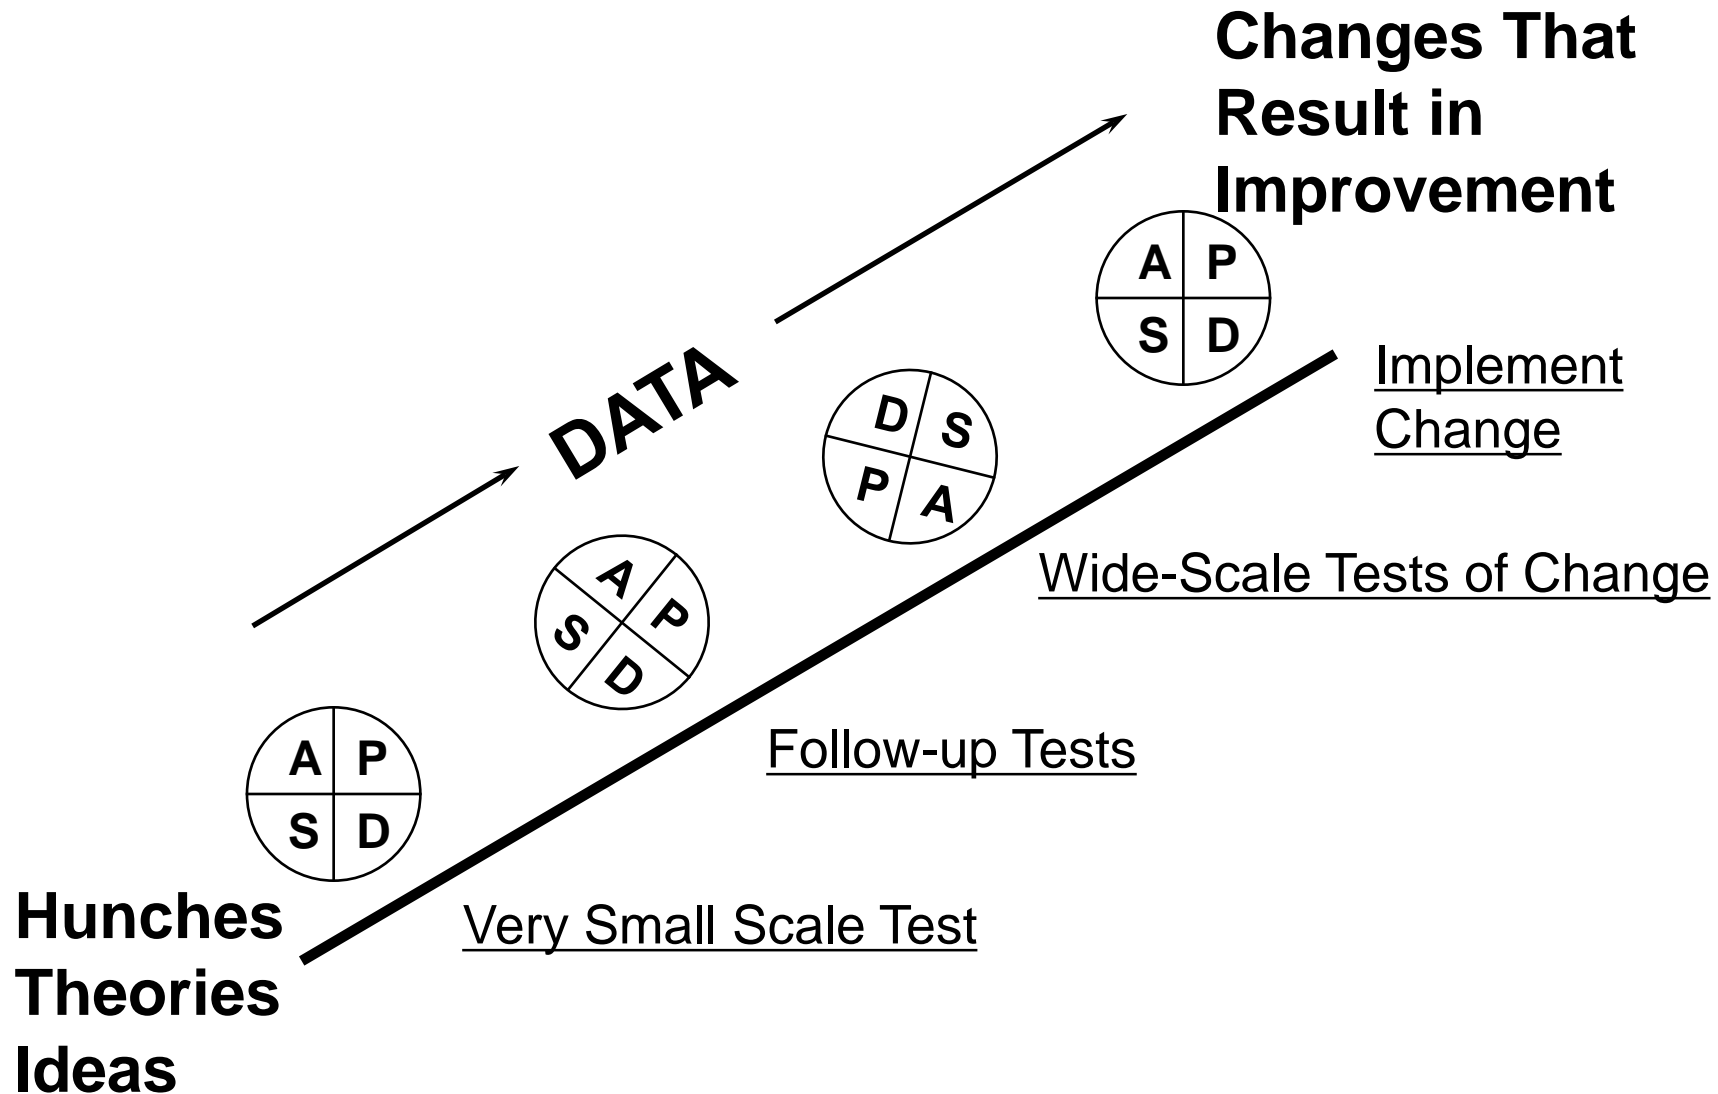 Changes That
Result in
Improvement
A P
S D
Implement
Change
DATA
D S
P A
Wide-Scale Tests of Change
A P
S D
Follow-up Tests
A P
S D
Very Small Scale Test
Hunches
Theories
Ideas